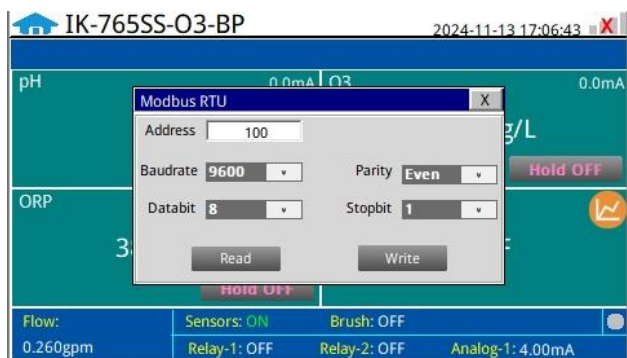 IK-765SS-O3-BP 2024-11-13 17:06:43
pH 0.0mA O3 0.0mA
Modbus RTU X
Address 100
g/L
Baudrate 9600 Parity Even
Hold OFF
ORP
Databit 8 Stopbit 1
3
Read Write
Hold OFF
Flow: Sensors: ON Brush: OFF
0.260gpm Relay-1: OFF Relay-2: OFF Analog-1: 4.00mA